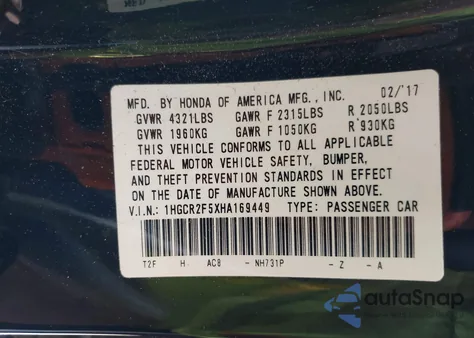 MFD. BY HONDA OF AMERICA MFG., INC. 02/'17
GVWR 4321LBS GAWR F 2315LBS R 2050LBS
GVWR 1960KG GAWR F 1050KG R 930KG
THIS VEHICLE CONFORMS TO ALL APPLICABLE
FEDERAL MOTOR VEHICLE SAFETY, BUMPER,
AND THEFT PREVENTION STANDARDS IN EFFECT
ON THE DATE OF MANUFACTURE SHOWN ABOVE.
V.I.N.: 1HGCR2F5XHA169449 TYPE: PASSENGER CAR
T2F H AC8 - NH731P - Z - A
autoSnap